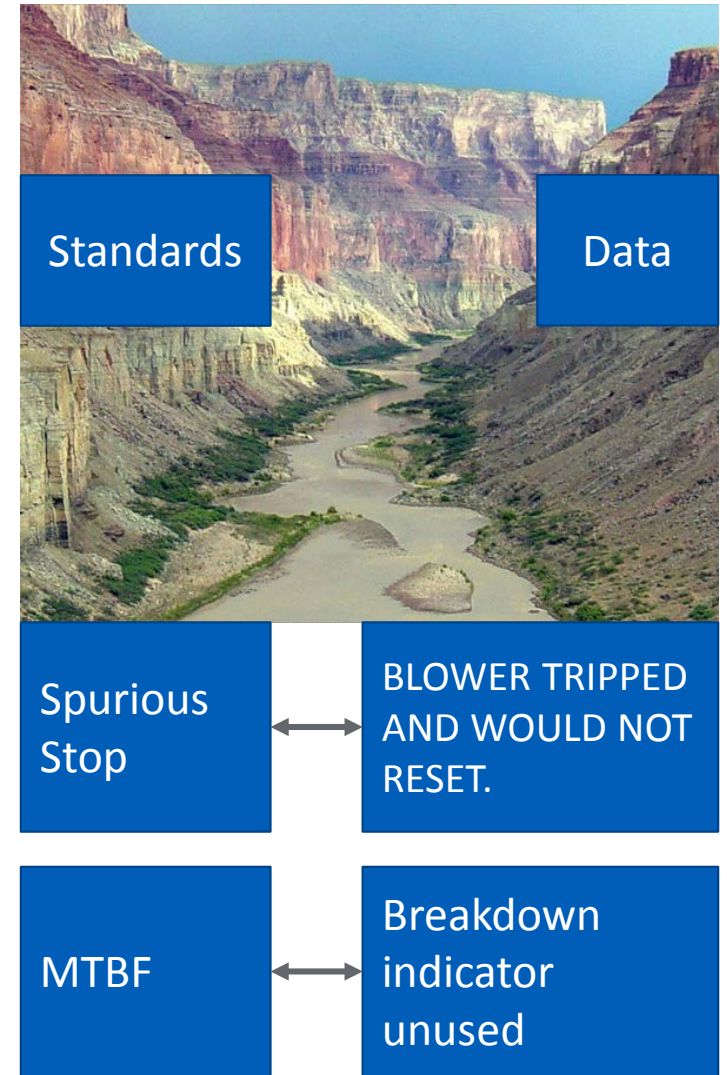 Standards
Data
Spurious
Stop
BLOWER TRIPPED
AND WOULD NOT
RESET.
MTBF
Breakdown
indicator
unused